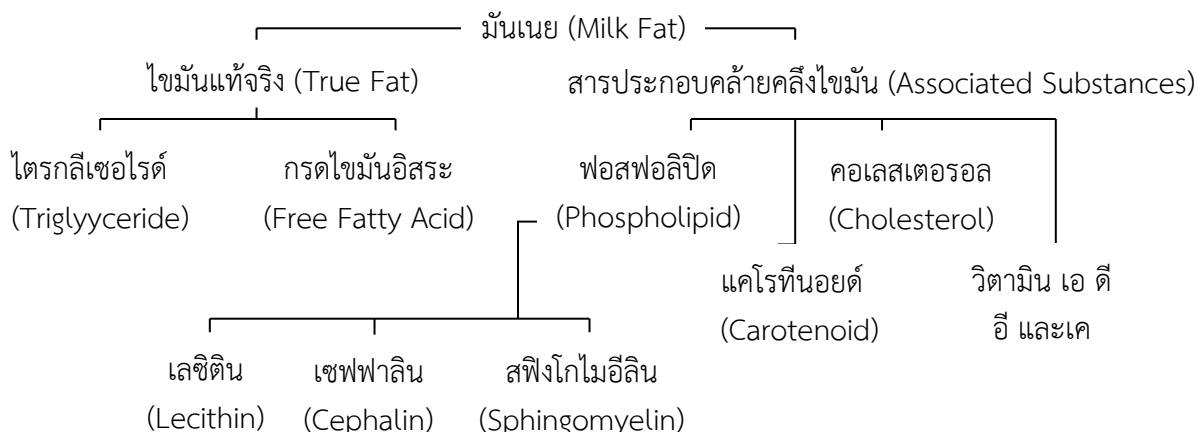 มันเนย (Milk Fat)
ไขมันแท้จริง (True Fat)
สารประกอบคล้ายคลึงไขมัน (Associated Substances)
ไตรกลีเซอไรด์
(Triglyyceride)
กรดไขมันอิสระ
(Free Fatty Acid)
ฟอสฟอลิปิด
(Phospholipid)
คอเลสเตอรอล
(Cholesterol)
แคโรทีนอยด์
(Carotenoid)
วิตามิน เอ ดี
อี และเค
เลซิติน
(Lecithin)
เซฟฟาลิน
(Cephalin)
สฟิงโกไมอีลิน
(Sphingomyelin)